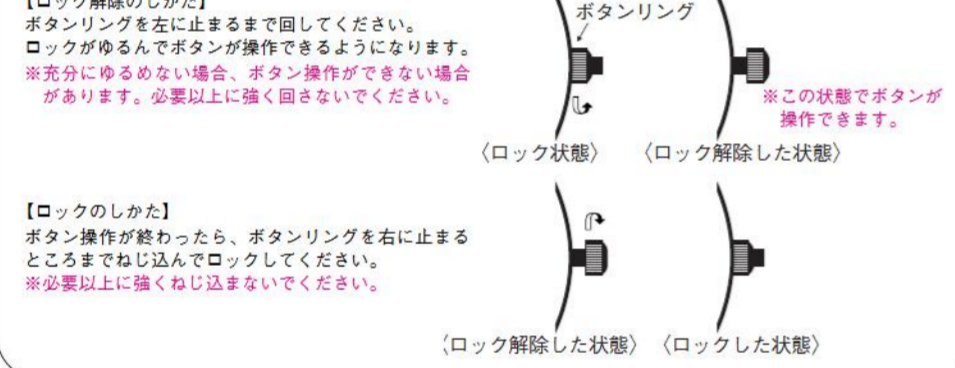 【ロック解除のしかた】
ボタンリングを左に止まるまで回してください。
ロックがゆるんでボタンが操作できるようになります。
※充分にゆるめない場合、ボタン操作ができない場合
があります。必要以上に強く回さないでください。
ボタンリング
※この状態でボタンが
操作できます。
〈ロック状態〉
〈ロック解除した状態〉
【ロックのしかた】
ボタン操作が終わったら、ボタンリングを右に止まる
ところまでねじ込んでロックしてください。
※必要以上に強くねじ込まないでください。
〈ロック解除した状態〉
〈ロックした状態〉